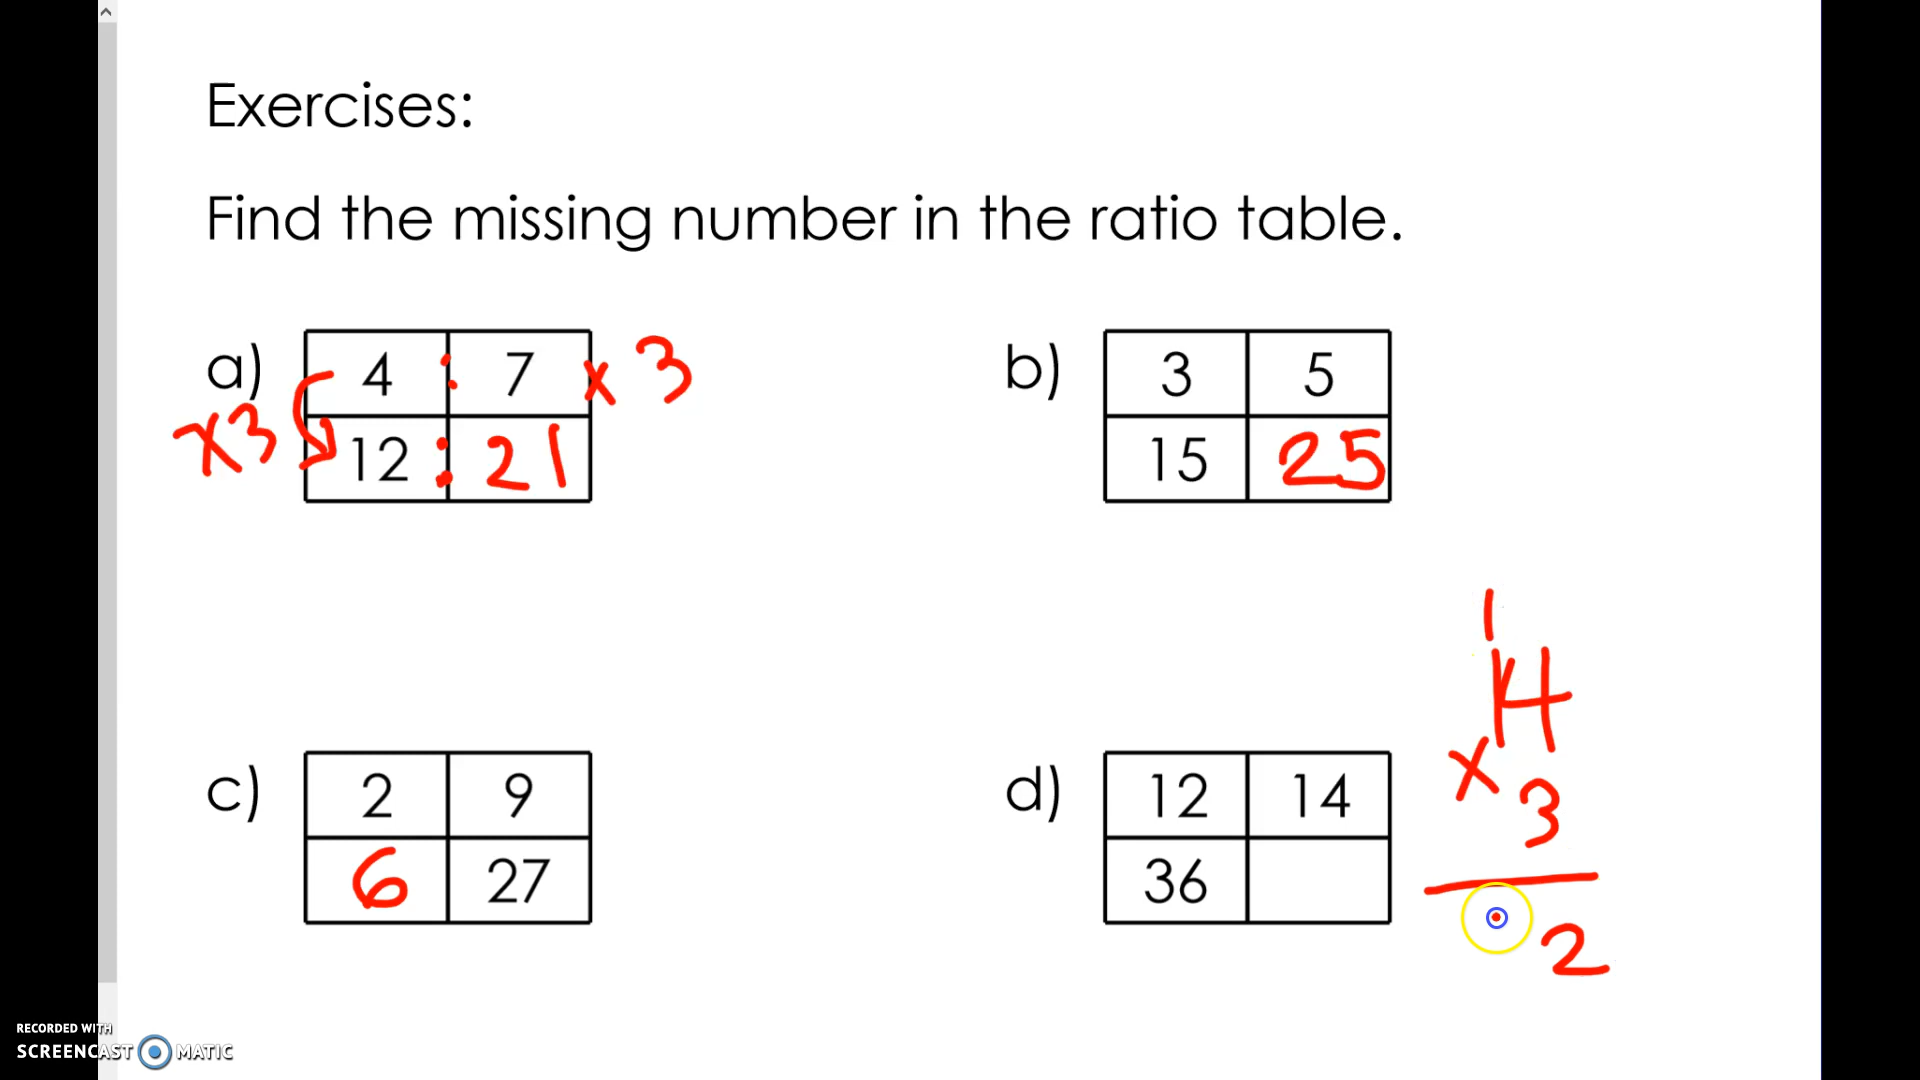 Exercises:
Find the missing number in the ratio table.
a) 4 : 7 x 3
x3 12 : 21
b) 3 5
15 25
c) 2 9
6 27
d) 12 14
36
1
14
x 3
2
RECORDED WITH
SCREENCAST MATIC